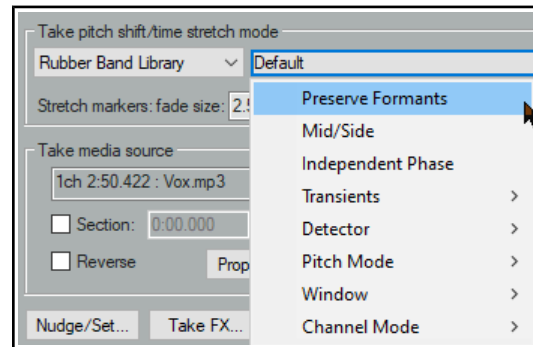 Take pitch shift/time stretch mode
Rubber Band Library Default
Stretch markers: fade size: 2.
Preserve Formants
Mid/Side
Independent Phase
Transients
Detector
Pitch Mode
Window
Channel Mode
Take media source
1ch 2:50.422 : Vox.mp3
Section: 0:00.000
Reverse Prop
Nudge/Set... Take FX...